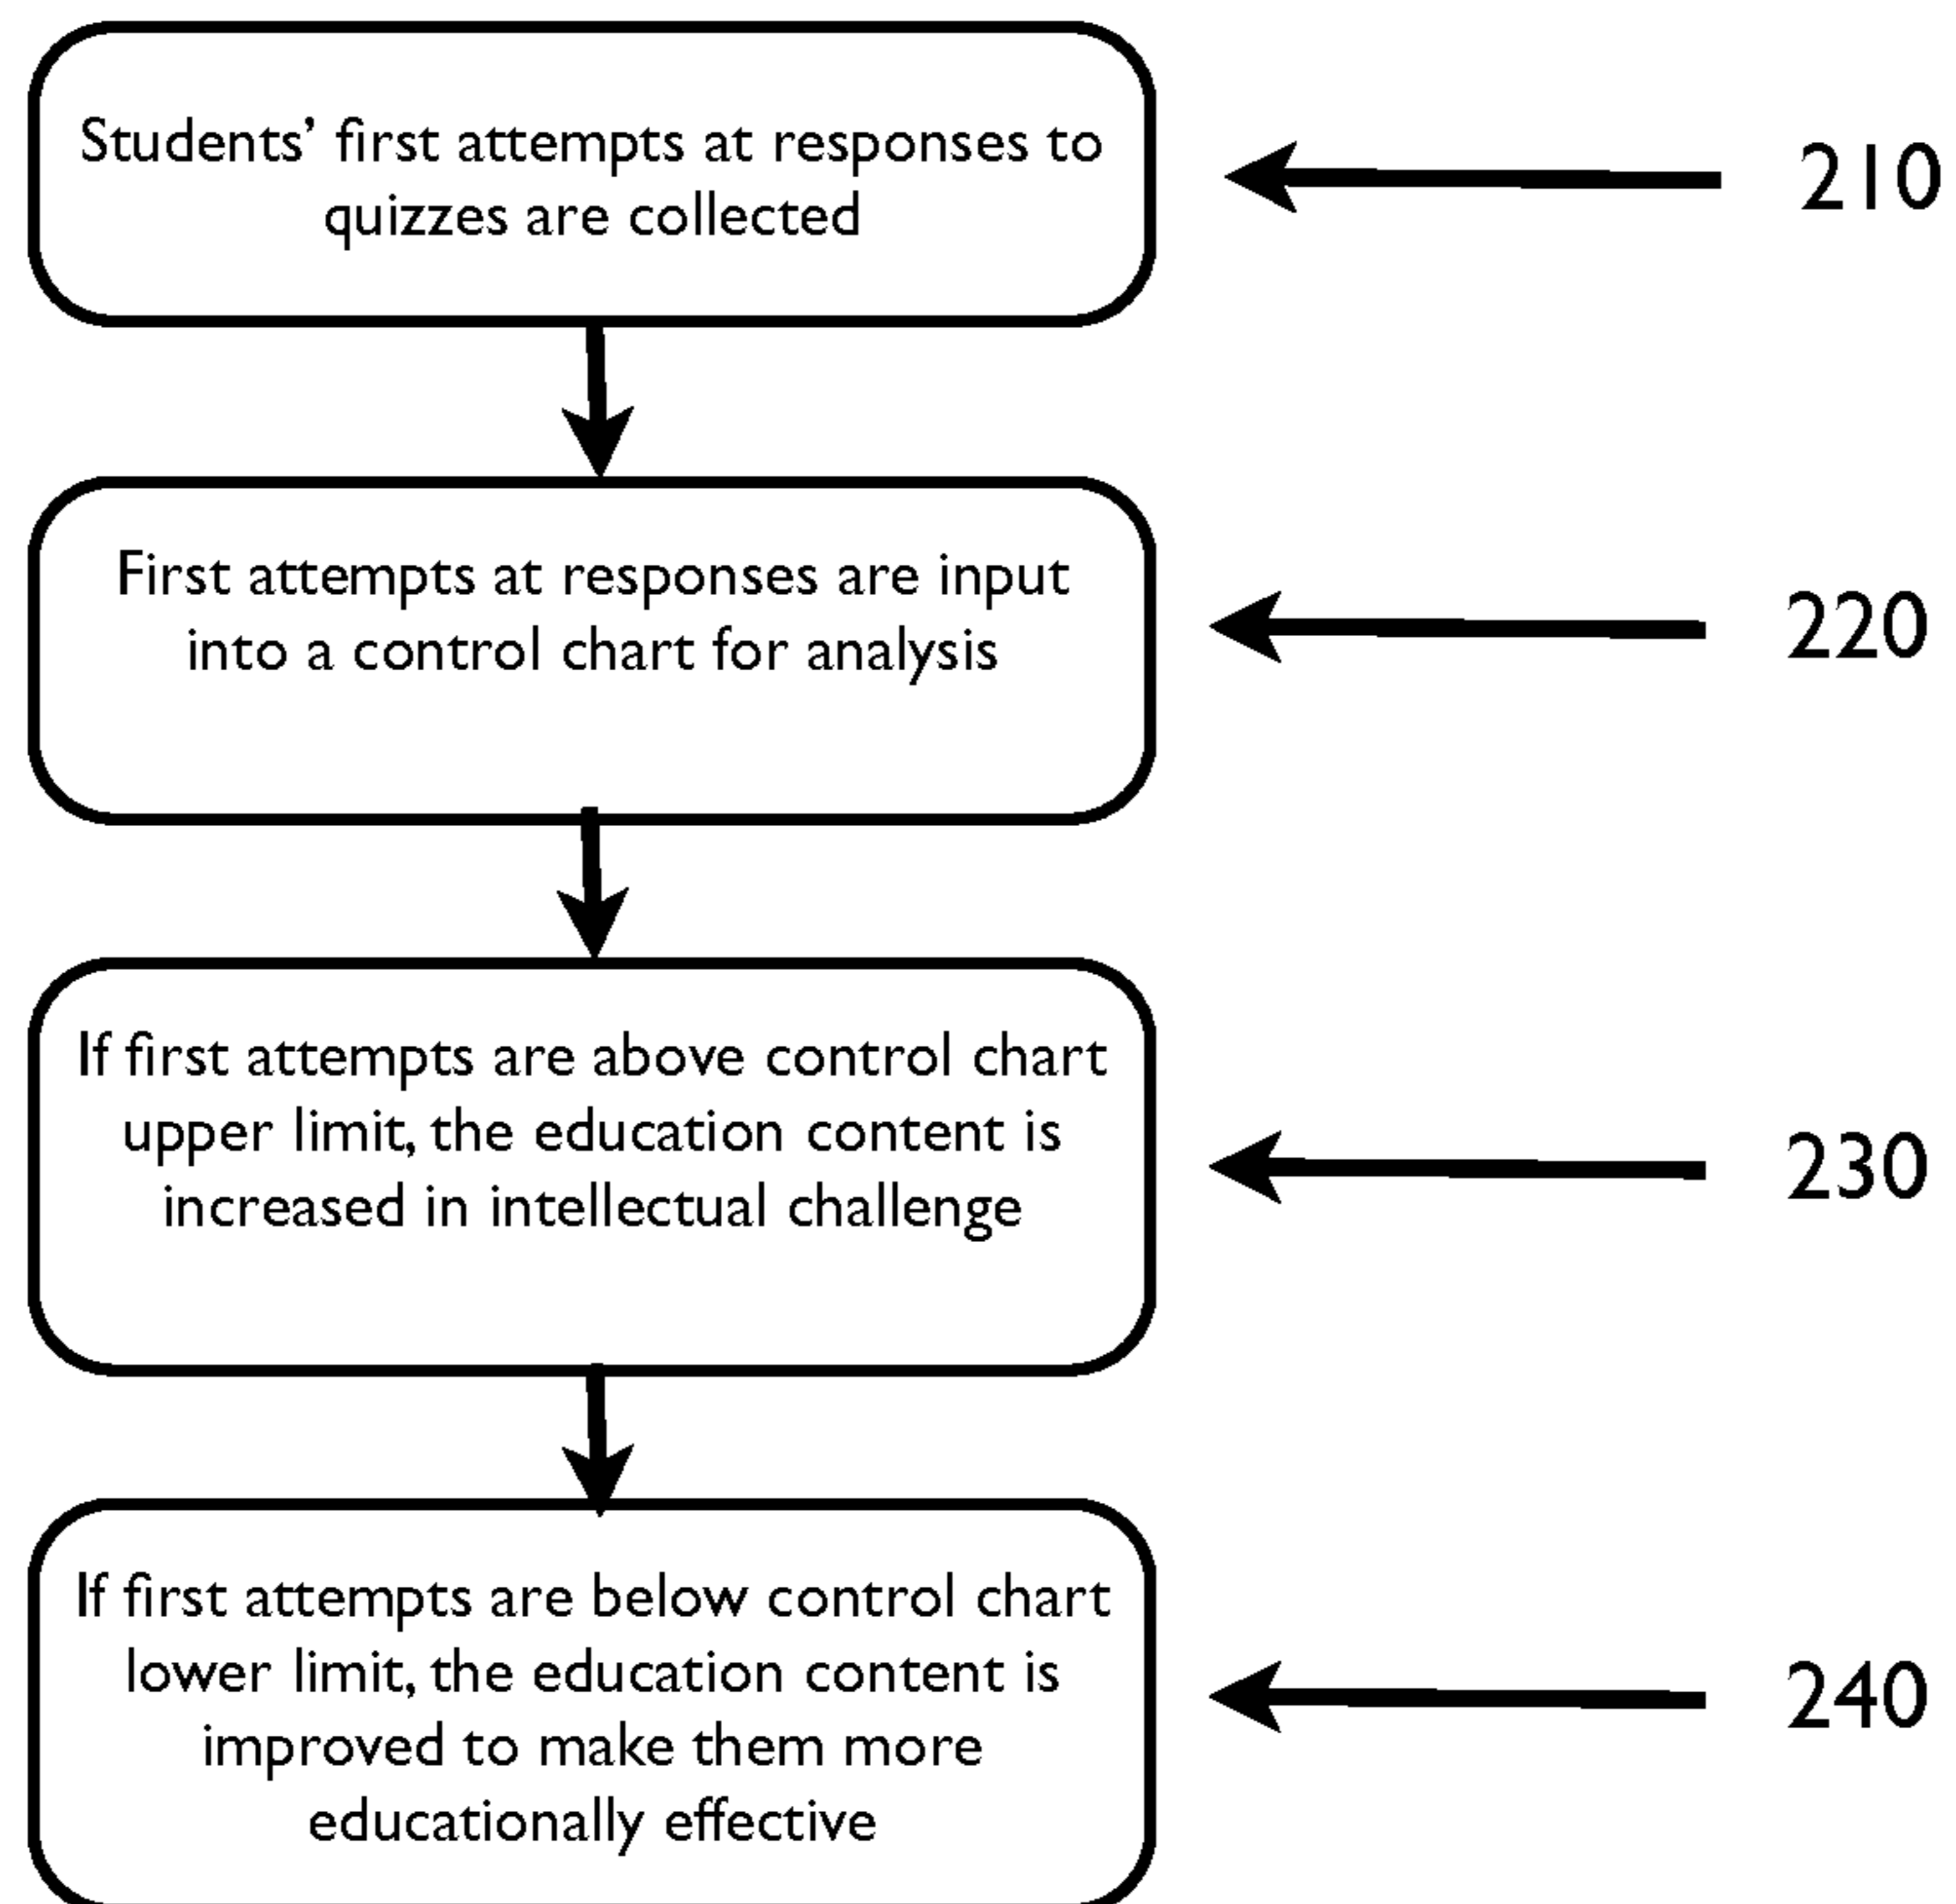 Students’ first attempts at responses to
quizzes are collected
210
First attempts at responses are input
into a control chart for analysis
220
If first attempts are above control chart
upper limit, the education content is
increased in intellectual challenge
230
If first attempts are below control chart
lower limit, the education content is
improved to make them more
educationally effective
240